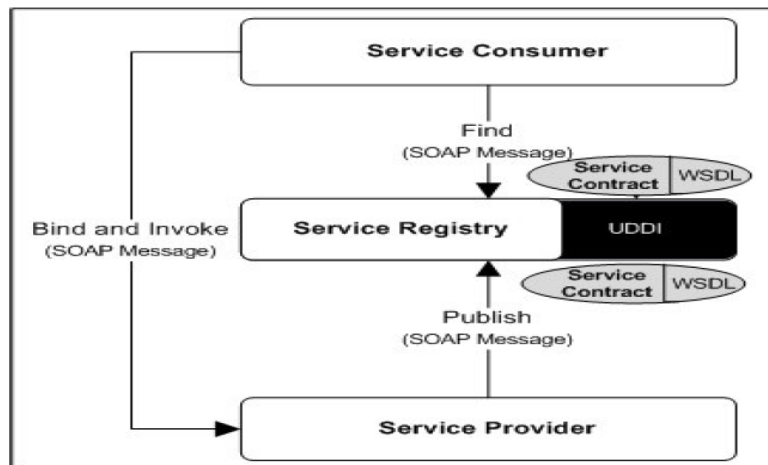 Service Consumer
Find
(SOAP Message)
Service
Contract
WSDL
Bind and Invoke
(SOAP Message)
Service Registry
UDDI
Service
Contract
WSDL
Publish
(SOAP Message)
Service Provider